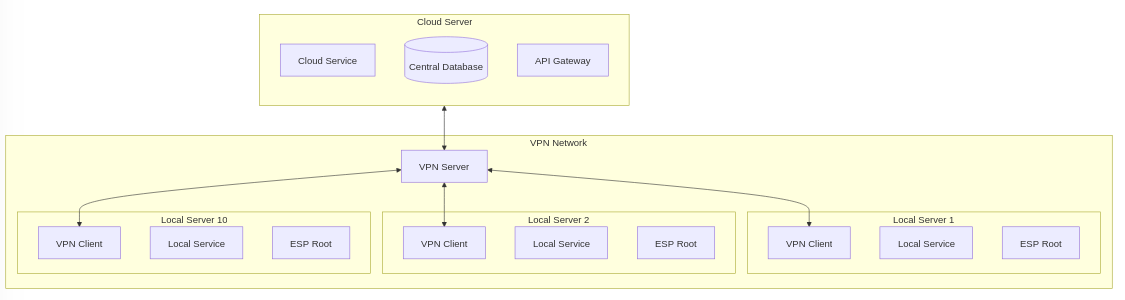 Cloud Server
Cloud Service
Central Database
API Gateway
VPN Network
VPN Server
Local Server 10
Local Server 2
Local Server 1
VPN Client
Local Service
ESP Root
VPN Client
Local Service
ESP Root
VPN Client
Local Service
ESP Root